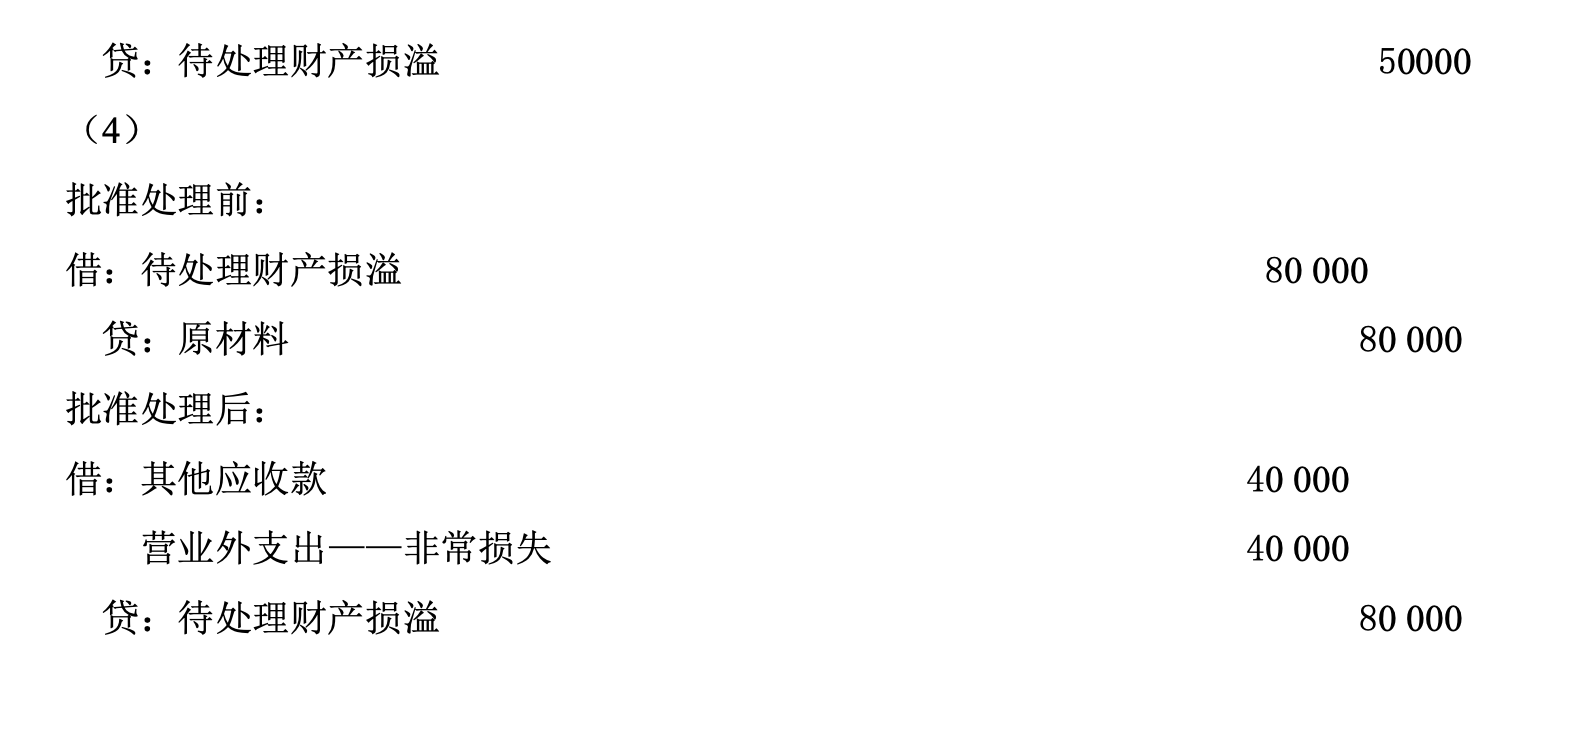 贷：待处理财产损溢 50000
（4）
批准处理前：
借：待处理财产损溢 80 000
贷：原材料 80 000
批准处理后：
借：其他应收款 40 000
营业外支出——非常损失 40 000
贷：待处理财产损溢 80 000